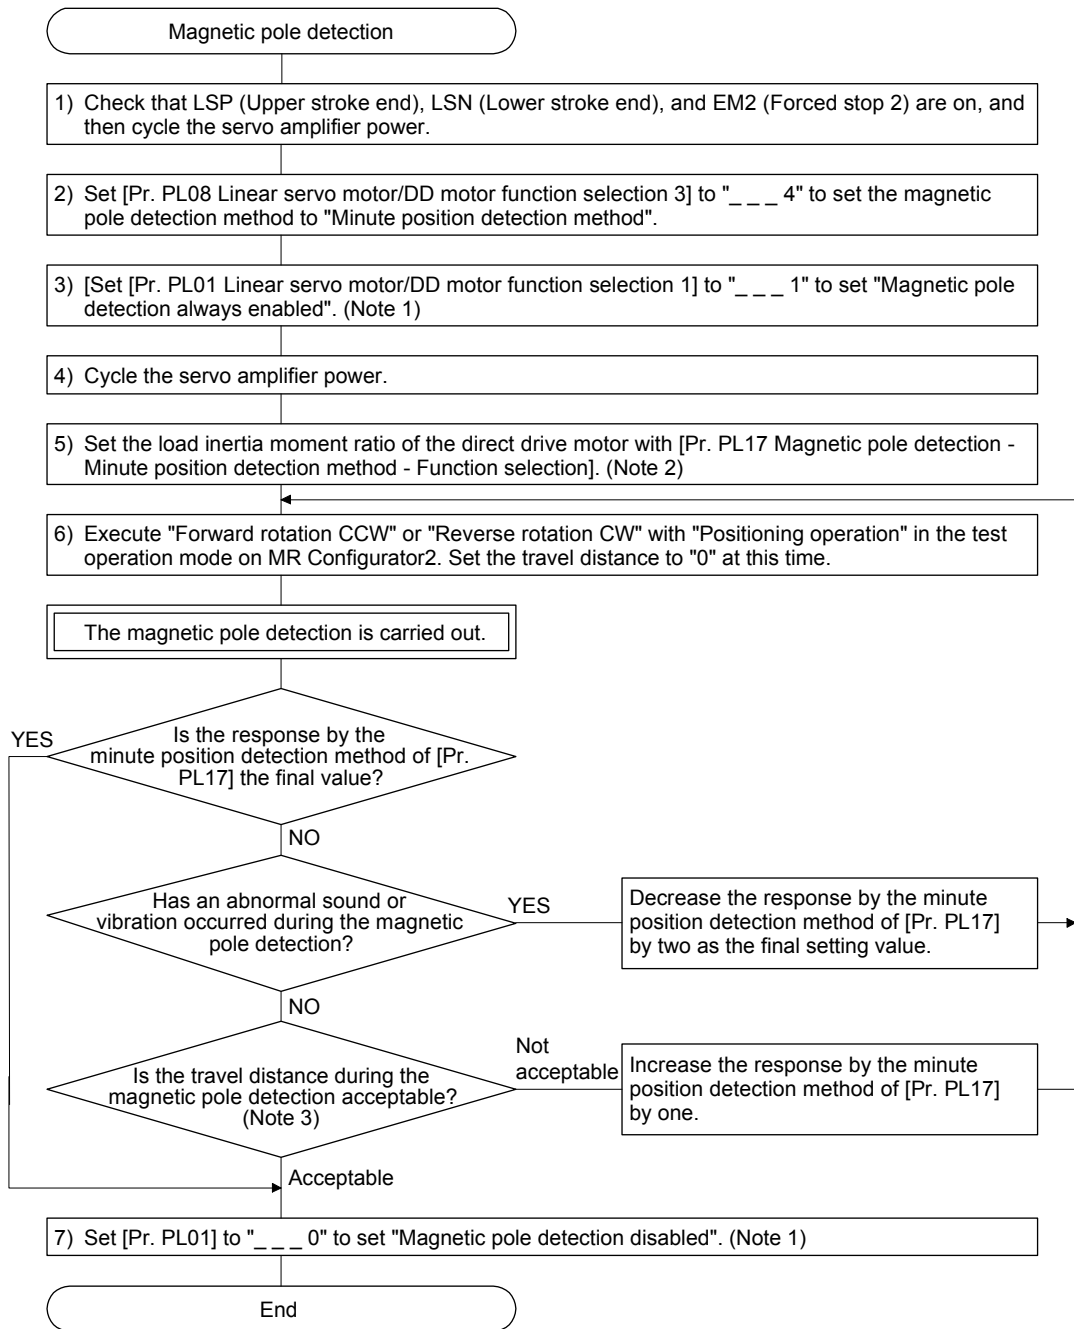 Magnetic pole detection
1) Check that LSP (Upper stroke end), LSN (Lower stroke end), and EM2 (Forced stop 2) are on, and
then cycle the servo amplifier power.
2) Set [Pr. PL08 Linear servo motor/DD motor function selection 3] to "_ _ _ 4" to set the magnetic
pole detection method to "Minute position detection method".
3) [Set [Pr. PL01 Linear servo motor/DD motor function selection 1] to "_ _ _ 1" to set "Magnetic pole
detection always enabled". (Note 1)
4) Cycle the servo amplifier power.
5) Set the load inertia moment ratio of the direct drive motor with [Pr. PL17 Magnetic pole detection -
Minute position detection method - Function selection]. (Note 2)
6) Execute "Forward rotation CCW" or "Reverse rotation CW" with "Positioning operation" in the test
operation mode on MR Configurator2. Set the travel distance to "0" at this time.
The magnetic pole detection is carried out.
YES
Is the response by the
minute position detection method of [Pr.
PL17] the final value?
NO
Has an abnormal sound or
vibration occurred during the magnetic
pole detection?
YES
Decrease the response by the minute
position detection method of [Pr. PL17]
by two as the final setting value.
NO
Is the travel distance during the
magnetic pole detection acceptable?
(Note 3)
Not
acceptable
Increase the response by the minute
position detection method of [Pr. PL17]
by one.
Acceptable
7) Set [Pr. PL01] to "_ _ _ 0" to set "Magnetic pole detection disabled". (Note 1)
End